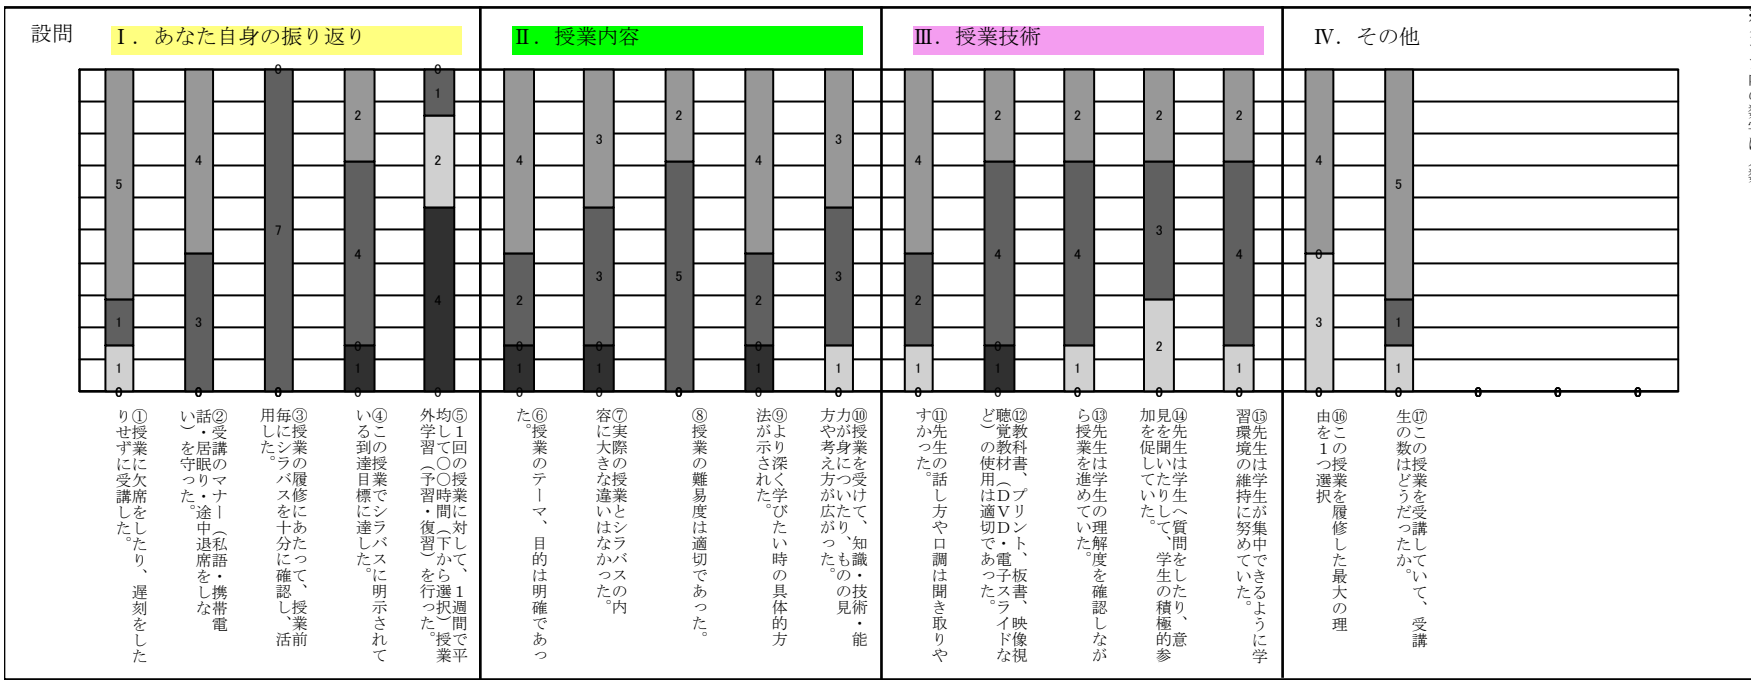 設問
Ⅰ．あなた自身の振り返り
Ⅱ．授業内容
Ⅲ．授業技術
Ⅳ．その他
5
1
1
0
4
3
0
0
7
0
2
4
0
1
0
0
1
2
4
0
4
2
1
0
3
3
0
1
0
2
5
0
4
2
0
1
0
3
3
1
0
4
2
1
0
2
4
0
1
0
2
4
1
0
2
3
2
0
2
4
1
0
4
0
3
0
5
1
1
0
0
0
0
①授業に欠席をしたり、遅刻をした
りせずに受講した。
②受講のマナー（私語・携帯電
話・居眠り・途中退席をしな
い）を守った。
③授業の履修にあたって、授業前
毎にシラバスを十分に確認し、活
用した。
④この授業でシラバスに明示されて
いる到達目標に達した。
⑤１回の授業に対して、１週間で平
均して〇〇時間（下から選択）授業
外学習（予習・復習）を行った。
⑥授業のテーマ、目的は明確であっ
た。
⑦実際の授業とシラバスの内
容に大きな違いはなかった。
⑧授業の難易度は適切であった。
⑨より深く学びたい時の具体的方
法が示された。
⑩授業を受けて、知識・技術・能
力が身についたり、ものの見
方や考え方が広がった。
⑪先生の話し方や口調は聞き取りや
すかった。
⑫教科書、プリント、板書、映像視
聴覚教材（ＤＶＤ・電子スライドな
ど）の使用は適切であった。
⑬先生は学生の理解度を確認しなが
ら授業を進めていた。
⑭先生は学生へ質問をしたり、意
見を聞いたりして、学生の積極的参
加を促していた。
⑮先生は学生が集中できるように学
習環境の維持に努めていた。
⑯この授業を履修した最大の理
由を１つ選択
⑰この授業を受講していて、受講
生の数はどうだったか。